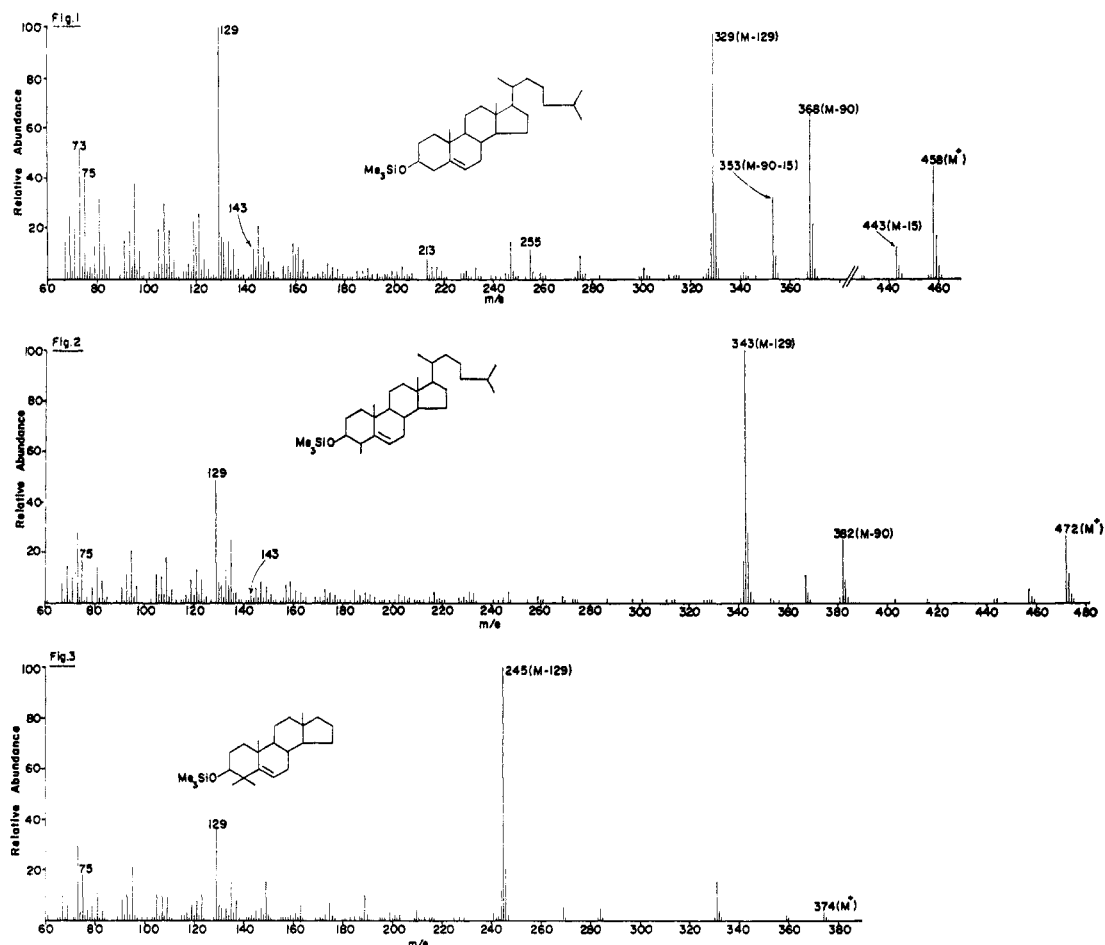 Fig.1
Relative Abundance
100
80
60
40
20
129
73
75
143
213
255
329(M-129)
368(M-90)
353(M-90-15)
443(M-15)
458(M+)
Me3SiO
60 80 100 120 140 160 180 200 220 240 260 280 300 320 340 360 440 460
m/e
Fig.2
Relative Abundance
100
80
60
40
20
129
75
143
343(M-129)
382(M-90)
472(M+)
Me3SiO
60 80 100 120 140 160 180 200 220 240 260 280 300 320 340 360 380 400 420 440 460 480
m/e
Fig.3
Relative Abundance
100
80
60
40
20
129
75
245(M-129)
374(M+)
Me3SiO
60 80 100 120 140 160 180 200 220 240 260 280 300 320 340 360 380
m/e